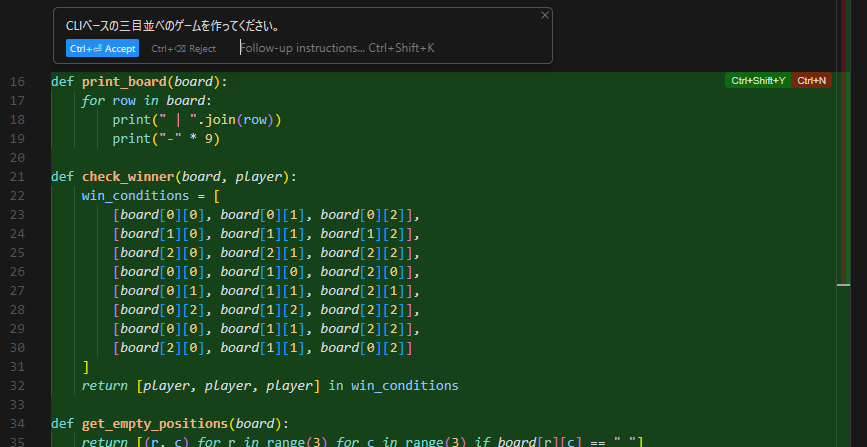 CLIベースの三目並べのゲームを作ってください。
Ctrl+⏎ Accept Ctrl+⌫ Reject Follow-up instructions... Ctrl+Shift+K
16 def print_board(board): Ctrl+Shift+Y Ctrl+N
17     for row in board:
18         print(" | ".join(row))
19         print("-" * 9)
20
21 def check_winner(board, player):
22     win_conditions = [
23         [board[0][0], board[0][1], board[0][2]],
24         [board[1][0], board[1][1], board[1][2]],
25         [board[2][0], board[2][1], board[2][2]],
26         [board[0][0], board[1][0], board[2][0]],
27         [board[0][1], board[1][1], board[2][1]],
28         [board[0][2], board[1][2], board[2][2]],
29         [board[0][0], board[1][1], board[2][2]],
30         [board[2][0], board[1][1], board[0][2]]
31     ]
32     return [player, player, player] in win_conditions
33
34 def get_empty_positions(board):
35     return [(r, c) for r in range(3) for c in range(3) if board[r][c] == " "]